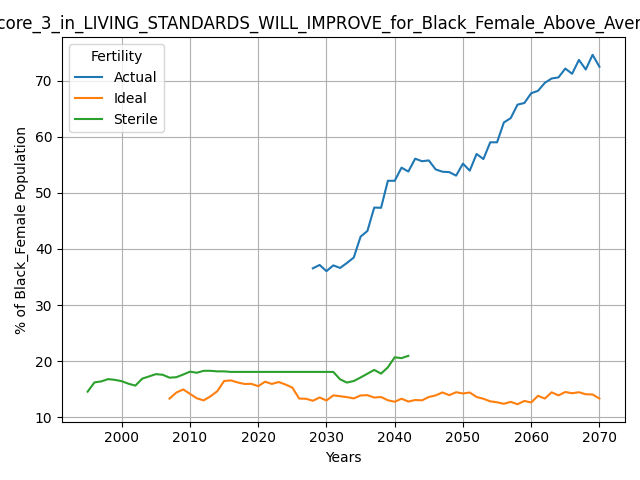 core_3_in_LIVING_STANDARDS_WILL_IMPROVE_for_Black_Female_Above_Aver
Fertility
Actual
Ideal
Sterile
% of Black_Female Population
70
60
50
40
30
20
10
2000 2010 2020 2030 2040 2050 2060 2070
Years